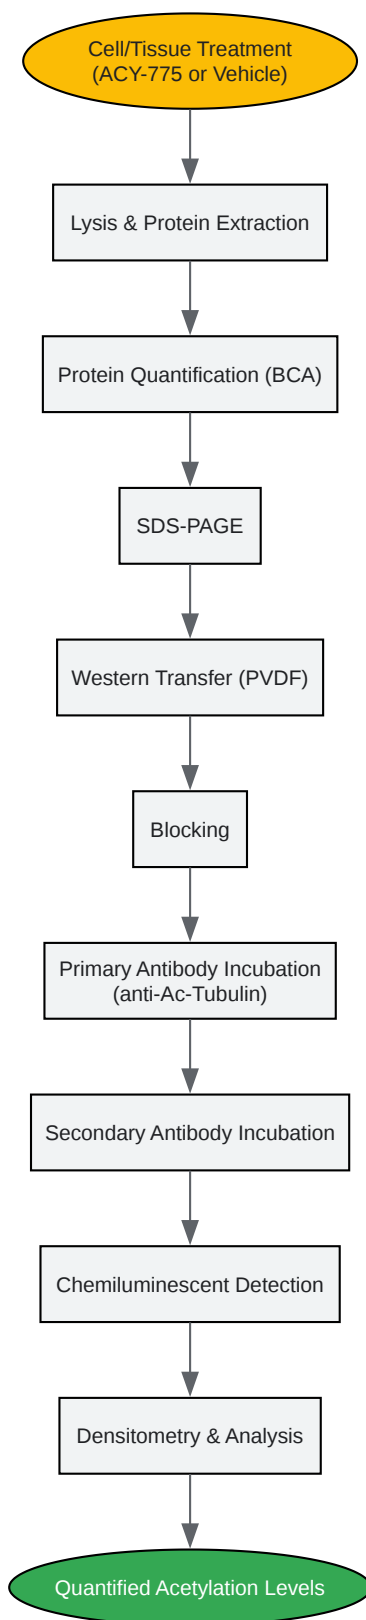 Cell/Tissue Treatment
(ACY-775 or Vehicle)
Lysis & Protein Extraction
Protein Quantification (BCA)
SDS-PAGE
Western Transfer (PVDF)
Blocking
Primary Antibody Incubation
(anti-Ac-Tubulin)
Secondary Antibody Incubation
Chemiluminescent Detection
Densitometry & Analysis
Quantified Acetylation Levels